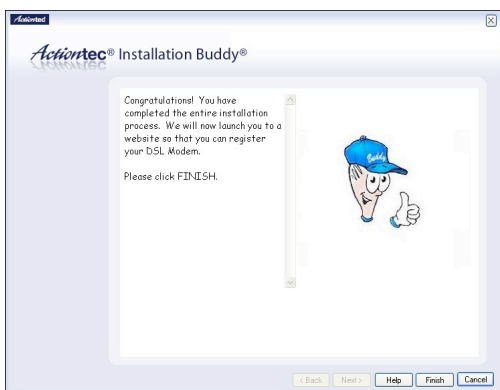 Actiontec
Actiontec® Installation Buddy®
Congratulations! You have
completed the entire installation
process. We will now launch you to a
website so that you can register
your DSL Modem.
Please click FINISH.
Buddy
< Back Next > Help Finish Cancel